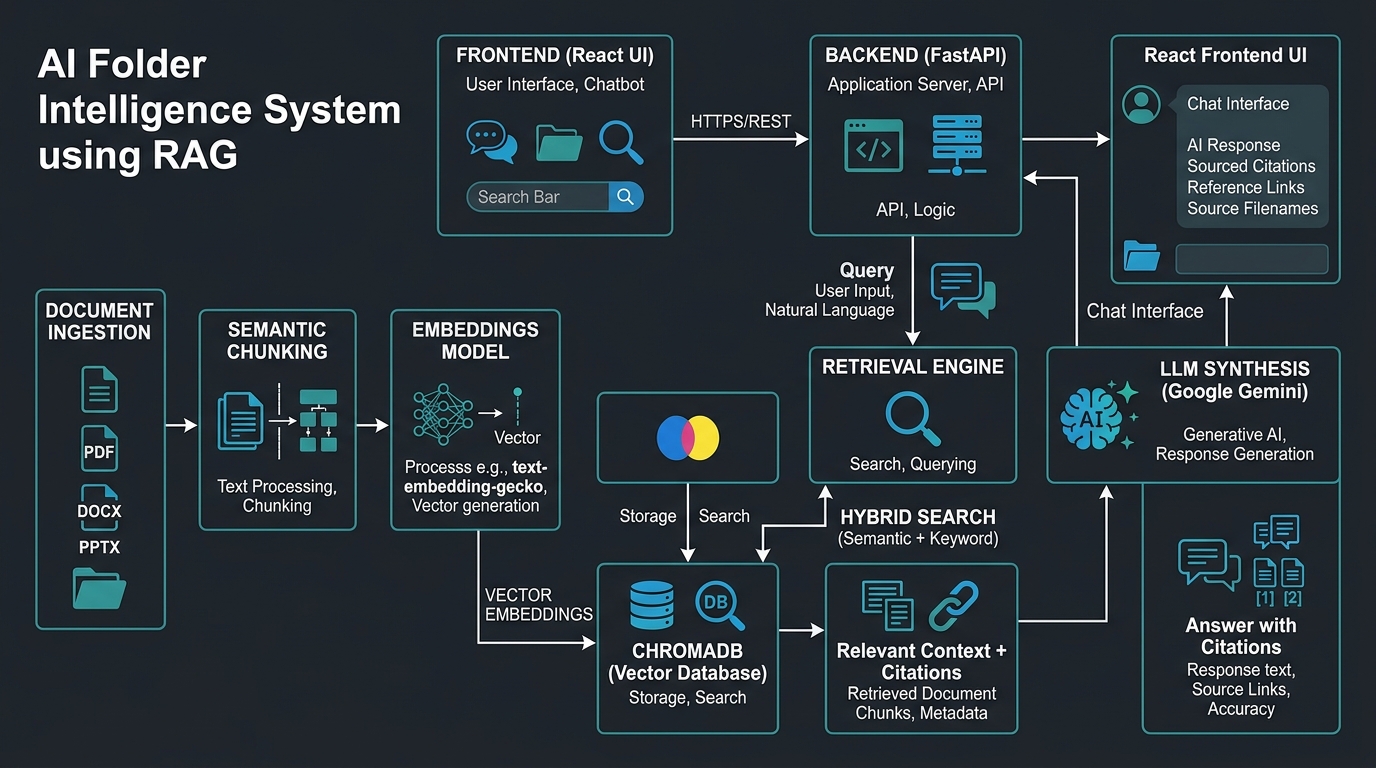 AI Folder
Intelligence System
using RAG
FRONTEND (React UI)
User Interface, Chatbot
Search Bar
HTTPS/REST
BACKEND (FastAPI)
Application Server, API
</>
API, Logic
React Frontend UI
Chat Interface
AI Response
Sourced Citations
Reference Links
Source Filenames
Query
User Input,
Natural Language
Chat Interface
DOCUMENT
INGESTION
PDF
DOCX
PPTX
SEMANTIC
CHUNKING
Text Processing,
Chunking
EMBEDDINGS
MODEL
Vector
Processs e.g., text-
embedding-gecko,
Vector generation
VECTOR
EMBEDDINGS
Storage
Search
RETRIEVAL ENGINE
Search, Querying
HYBRID SEARCH
(Semantic + Keyword)
LLM SYNTHESIS
(Google Gemini)
AI
Generative AI,
Response Generation
DB
CHROMADB
(Vector Database)
Storage, Search
Relevant Context +
Citations
Retrieved Document
Chunks, Metadata
[1] [2]
Answer with
Citations
Response text,
Source Links,
Accuracy